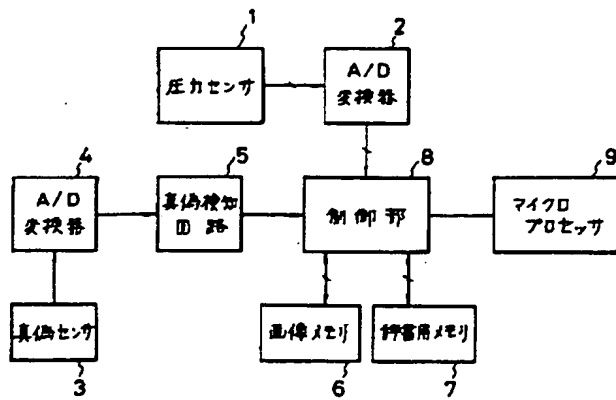 1
圧力センサ
2
A/D
変換器
4
A/D
変換器
5
真偽検知
回路
8
制御部
9
マイクロ
プロセッサ
真偽センサ
3
画像メモリ
6
辞書用メモリ
7